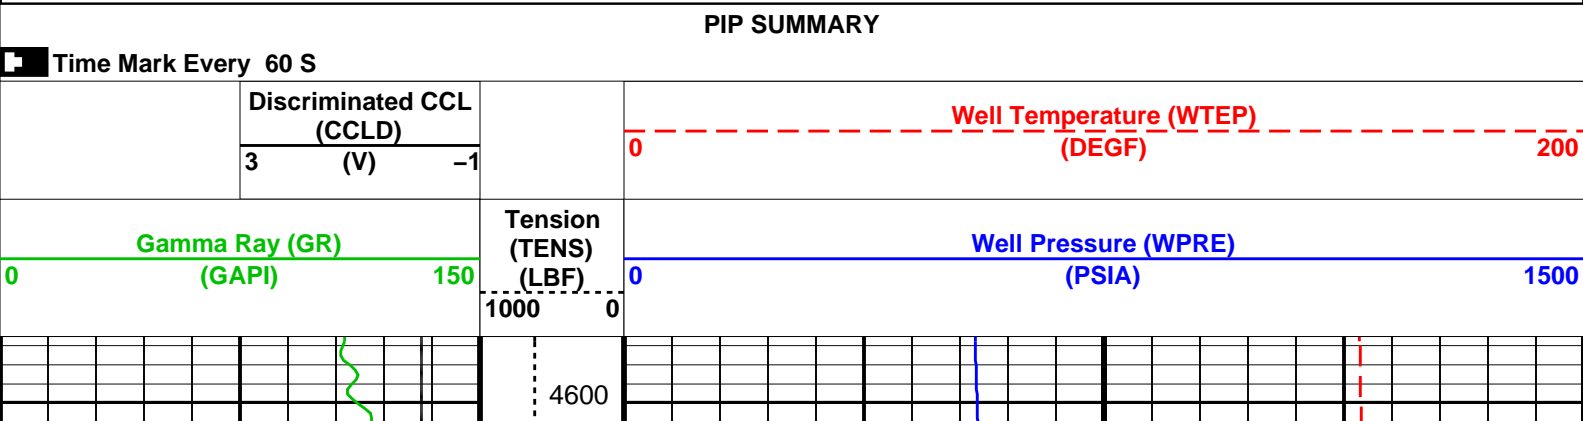 PIP SUMMARY
Time Mark Every 60 S
Discriminated CCL
(CCLD)
3 (V) −1
Well Temperature (WTEP)
0 (DEGF) 200
Gamma Ray (GR)
0 (GAPI) 150
Tension
(TENS)
(LBF)
1000 0
Well Pressure (WPRE)
0 (PSIA) 1500
4600